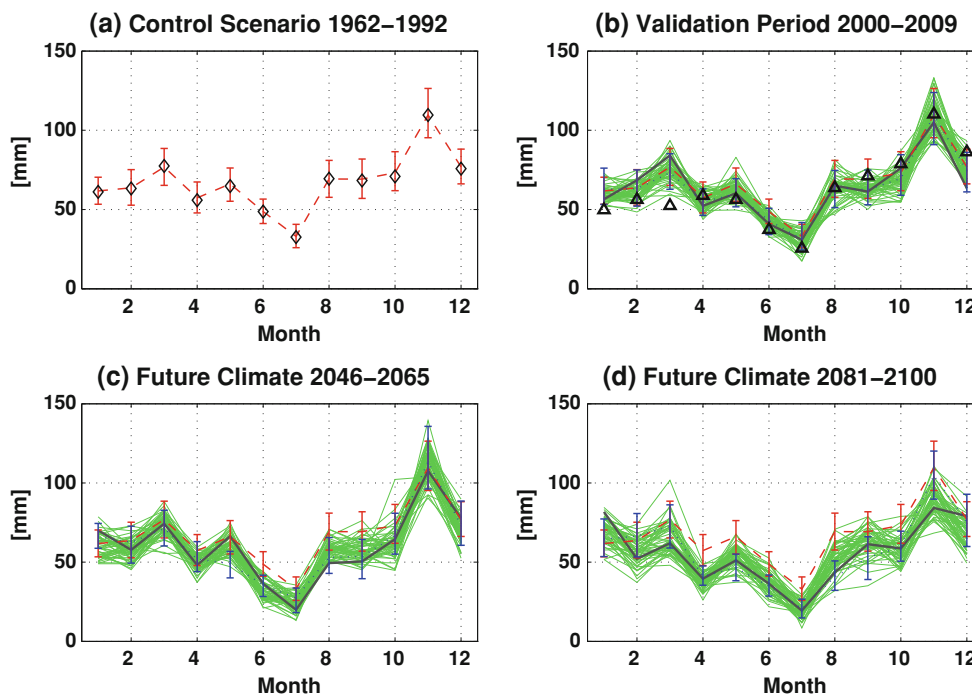 (a) Control Scenario 1962−1992
150
100
50
0
[mm]
2 4 6 8 10 12
Month
(b) Validation Period 2000−2009
150
100
50
0
[mm]
2 4 6 8 10 12
Month
(c) Future Climate 2046−2065
150
100
50
0
[mm]
2 4 6 8 10 12
Month
(d) Future Climate 2081−2100
150
100
50
0
[mm]
2 4 6 8 10 12
Month